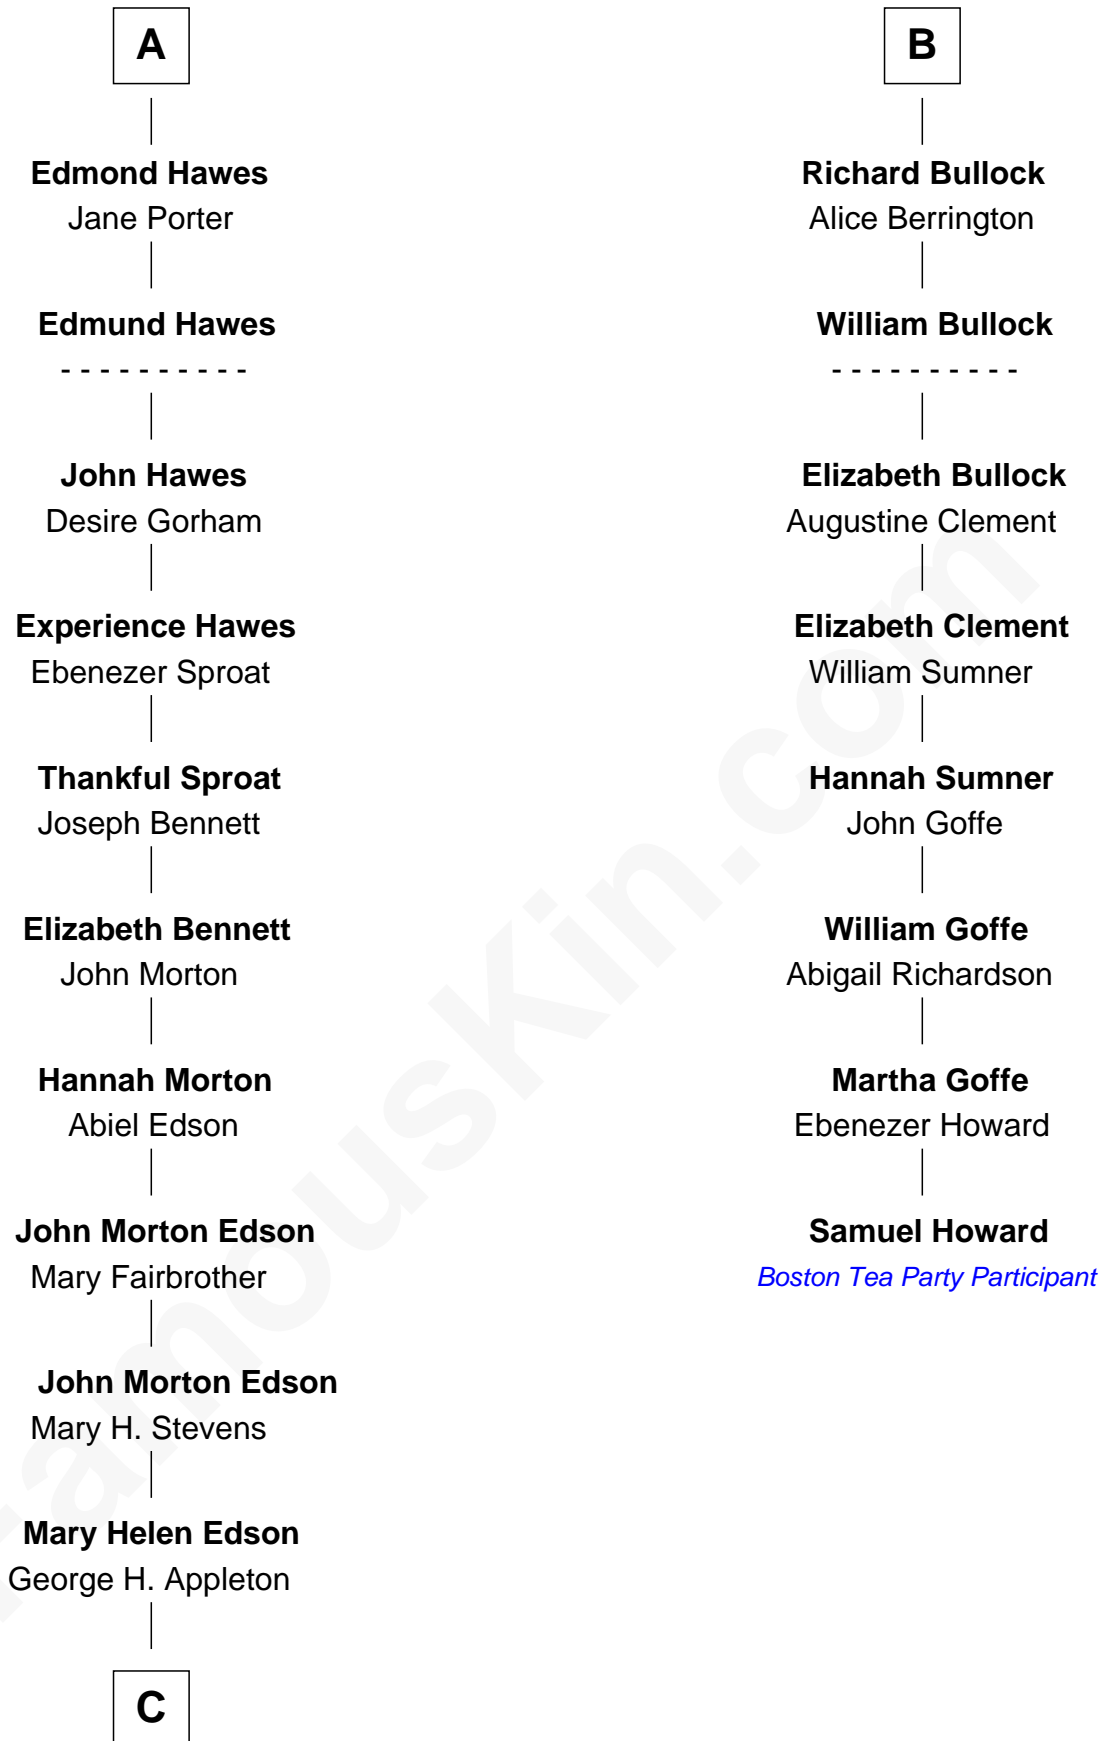 A
Edmond Hawes
Jane Porter
Edmund Hawes
- - - - - - - - - -
John Hawes
Desire Gorham
Experience Hawes
Ebenezer Sproat
Thankful Sproat
Joseph Bennett
Elizabeth Bennett
John Morton
Hannah Morton
Abiel Edson
John Morton Edson
Mary Fairbrother
John Morton Edson
Mary H. Stevens
Mary Helen Edson
George H. Appleton
C
B
Richard Bullock
Alice Berrington
William Bullock
- - - - - - - - - -
Elizabeth Bullock
Augustine Clement
Elizabeth Clement
William Sumner
Hannah Sumner
John Goffe
William Goffe
Abigail Richardson
Martha Goffe
Ebenezer Howard
Samuel Howard
Boston Tea Party Participant
FamousKin.com